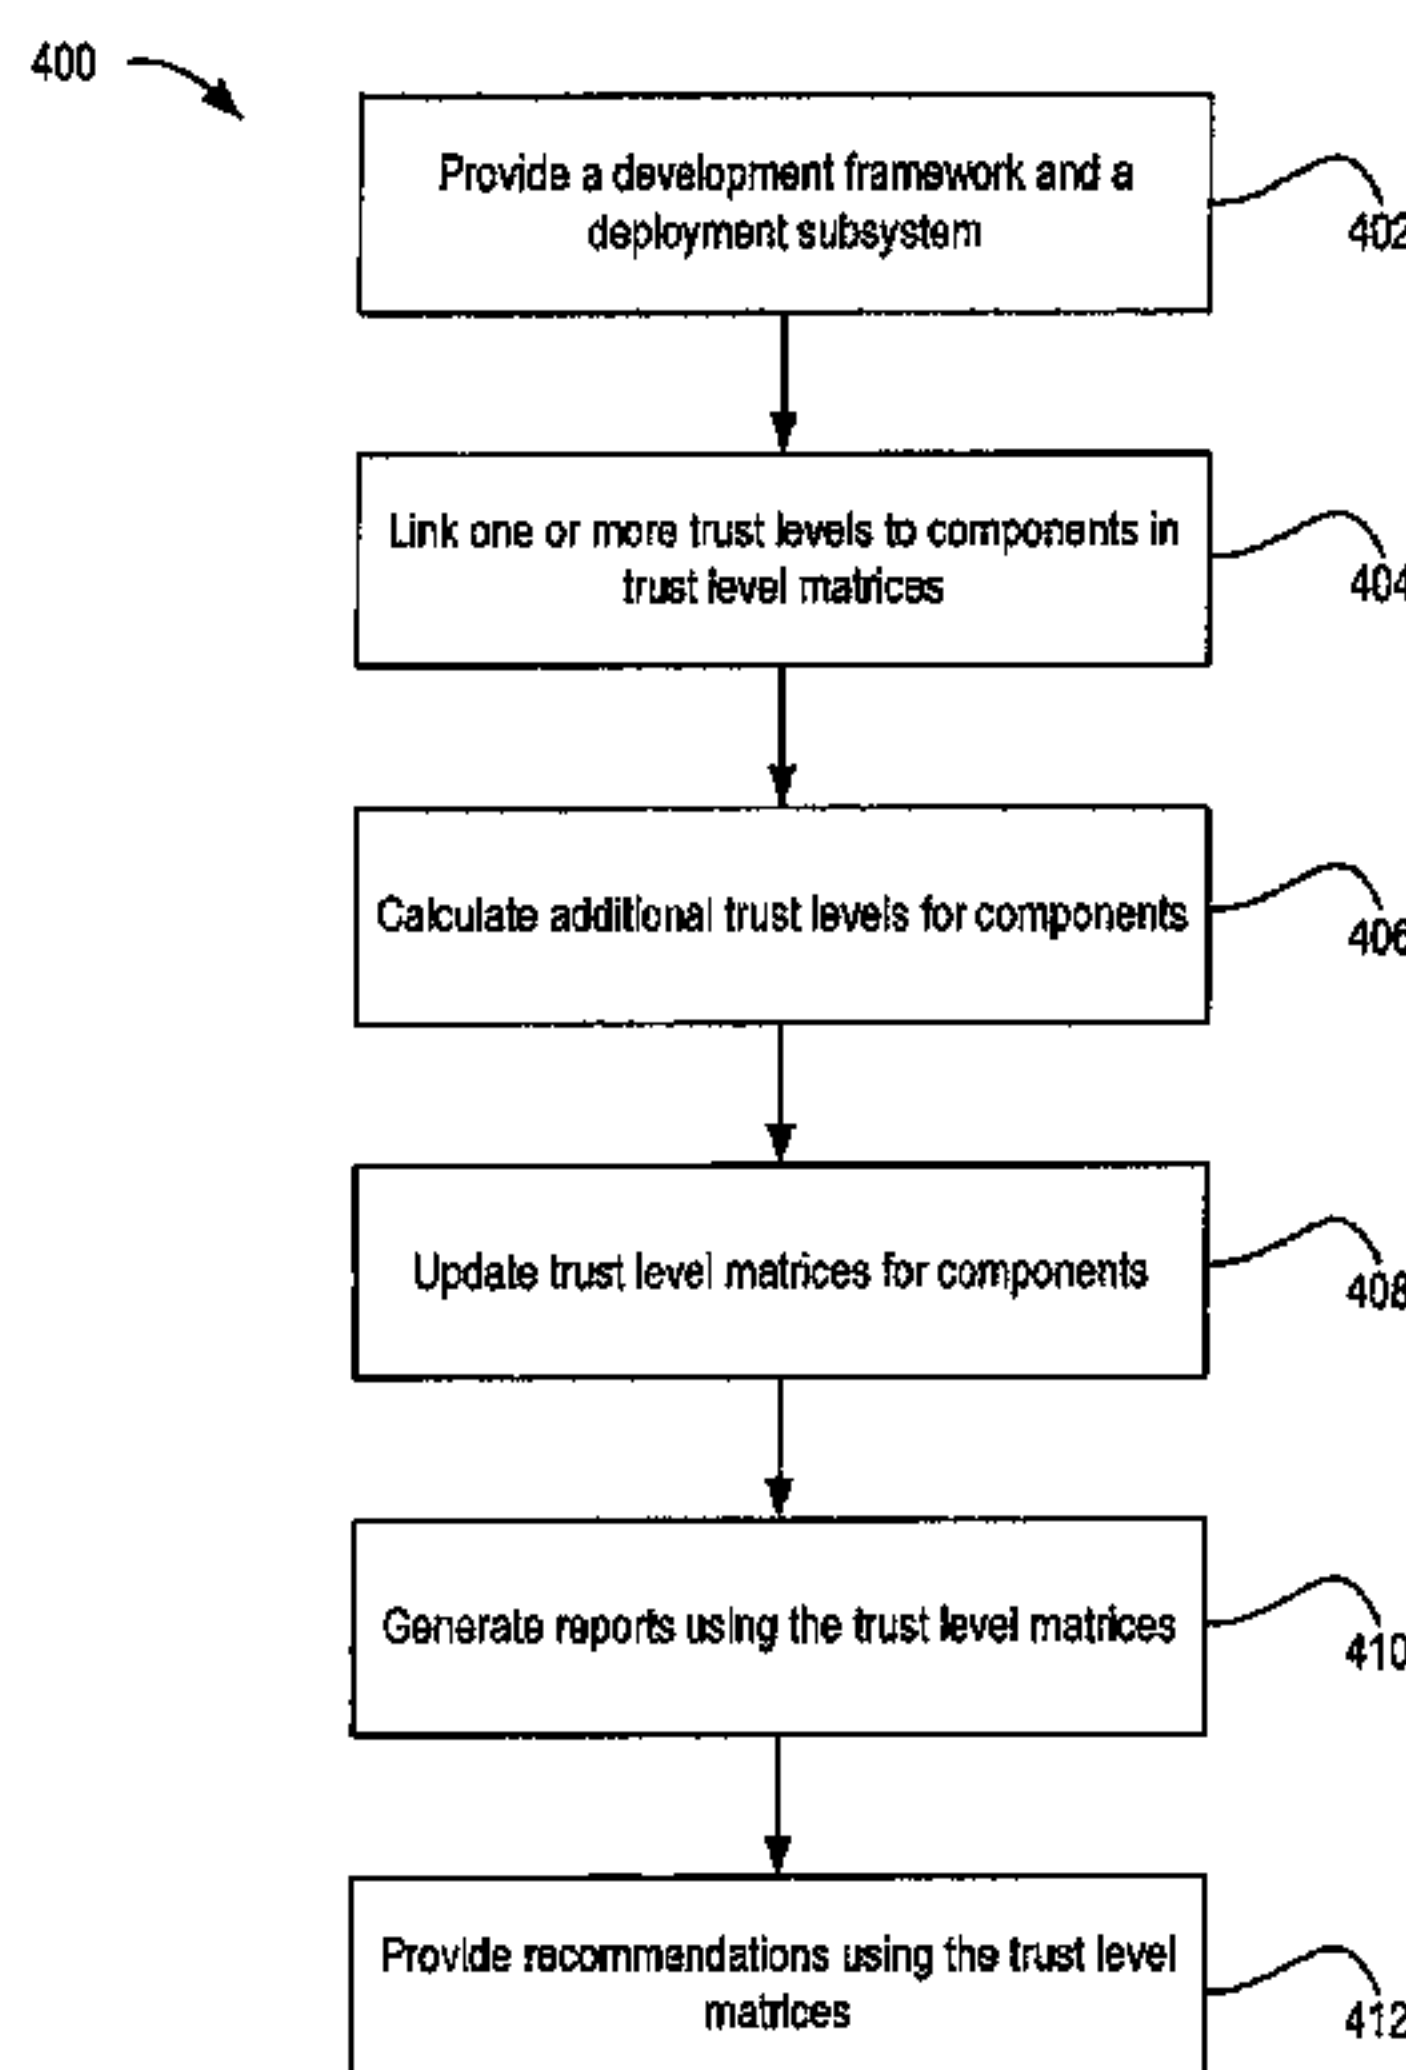 400
Provide a development framework and a
deployment subsystem
402
Link one or more trust levels to components in
trust level matrices
404
Calculate additional trust levels for components
406
Update trust level matrices for components
408
Generate reports using the trust level matrices
410
Provide recommendations using the trust level
matrices
412